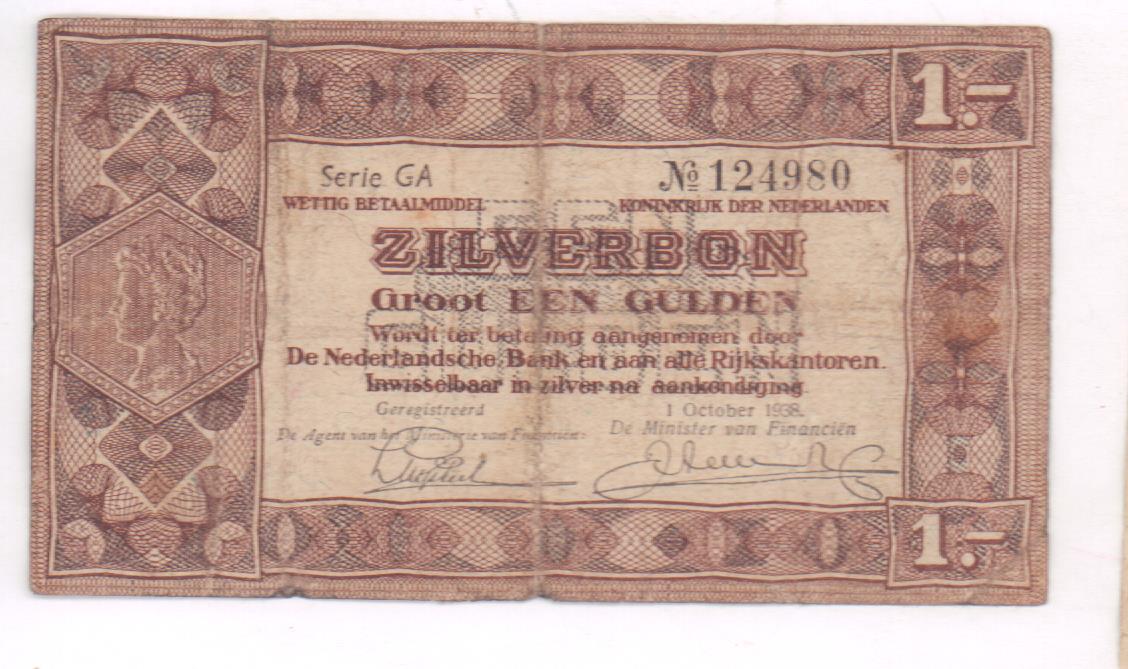 1.-
Serie GA № 124980
WETTIG BETAALMIDDEL KONINKRIJK DER NEDERLANDEN
ZILVERBON
Groot EEN GULDEN
Wordt ter betaling aangenomen door
De Nederlandsche Bank en aan alle Rijkskantoren.
Inwisselbaar in zilver na aankondiging.
Geregistreerd 1 October 1938.
De Agent van het Ministerie van Financiën: De Minister van Financiën
1.-